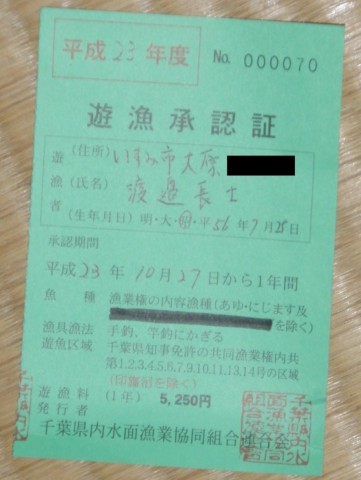 平成23年度
No. 000070
遊漁承認証
遊漁者
(住所) いすみ市大原
(氏名) 渡邉長士
(生年月日) 明・大・昭・平 56年7月25日
承認期間
平成23年10月27日から1年間
魚種 漁業権の内容漁種(あゆ・にじます及
を除く)
漁具漁法 手釣、竿釣にかぎる
遊魚区域 千葉県知事免許の共同漁業権内共
第1.2.3.4.5.6.7.9.10.11.13.14号の区域
(印旛沼を除く)
遊漁料(1年) 5,250円
発行者
千葉県内水面漁業協同組合連合会